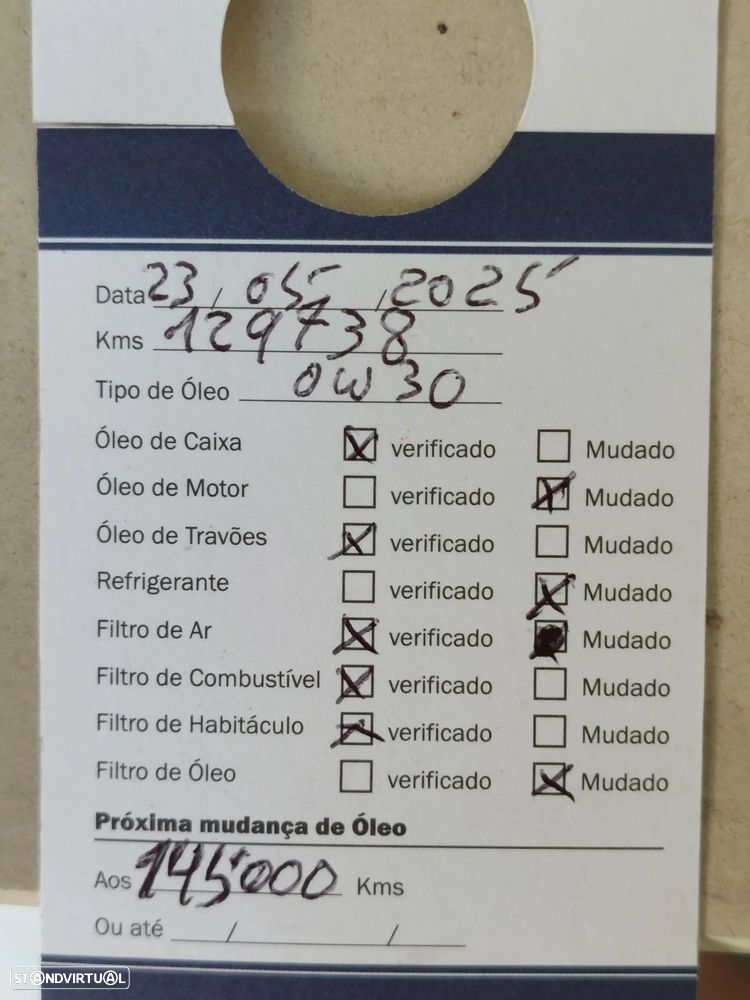 Data 23 / 05 / 2025
Kms 129738
Tipo de Óleo 0W30
Óleo de Caixa verificado Mudado
Óleo de Motor verificado Mudado
Óleo de Travões verificado Mudado
Refrigerante verificado Mudado
Filtro de Ar verificado Mudado
Filtro de Combustível verificado Mudado
Filtro de Habitáculo verificado Mudado
Filtro de Óleo verificado Mudado
Próxima mudança de Óleo
Aos 145000 Kms
Ou até / /
STANDVIRTUAL